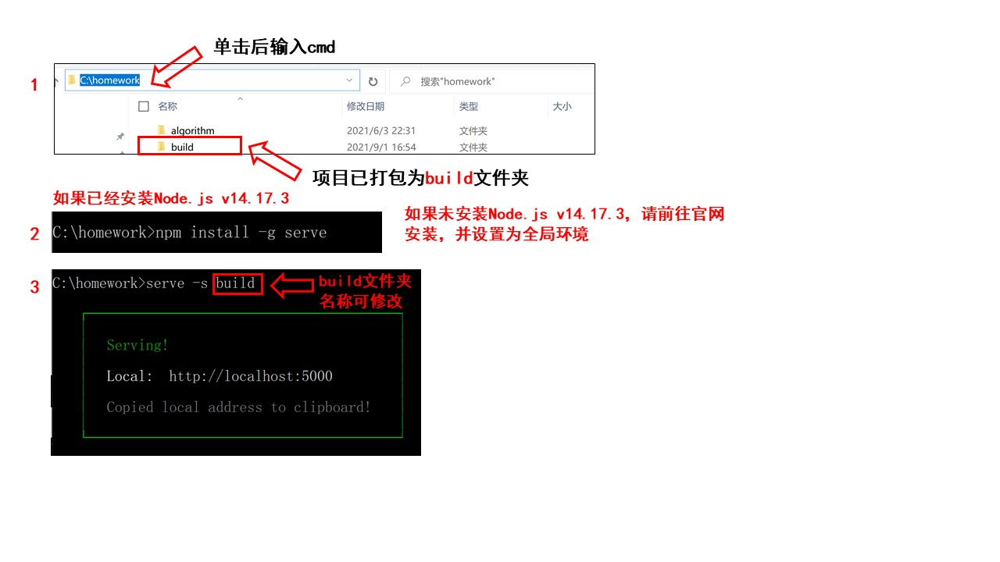 单击后输入cmd
1
C:\homework
搜索"homework"
名称
修改日期
类型
大小
algorithm
2021/6/3 22:31
文件夹
build
2021/9/1 16:54
文件夹
项目已打包为build文件夹
如果已经安装Node.js v14.17.3
2
C:\homework>npm install -g serve
如果未安装Node.js v14.17.3，请前往官网
安装，并设置为全局环境
3
C:\homework>serve -s build
build文件夹
名称可修改
Serving!
Local: http://localhost:5000
Copied local address to clipboard!